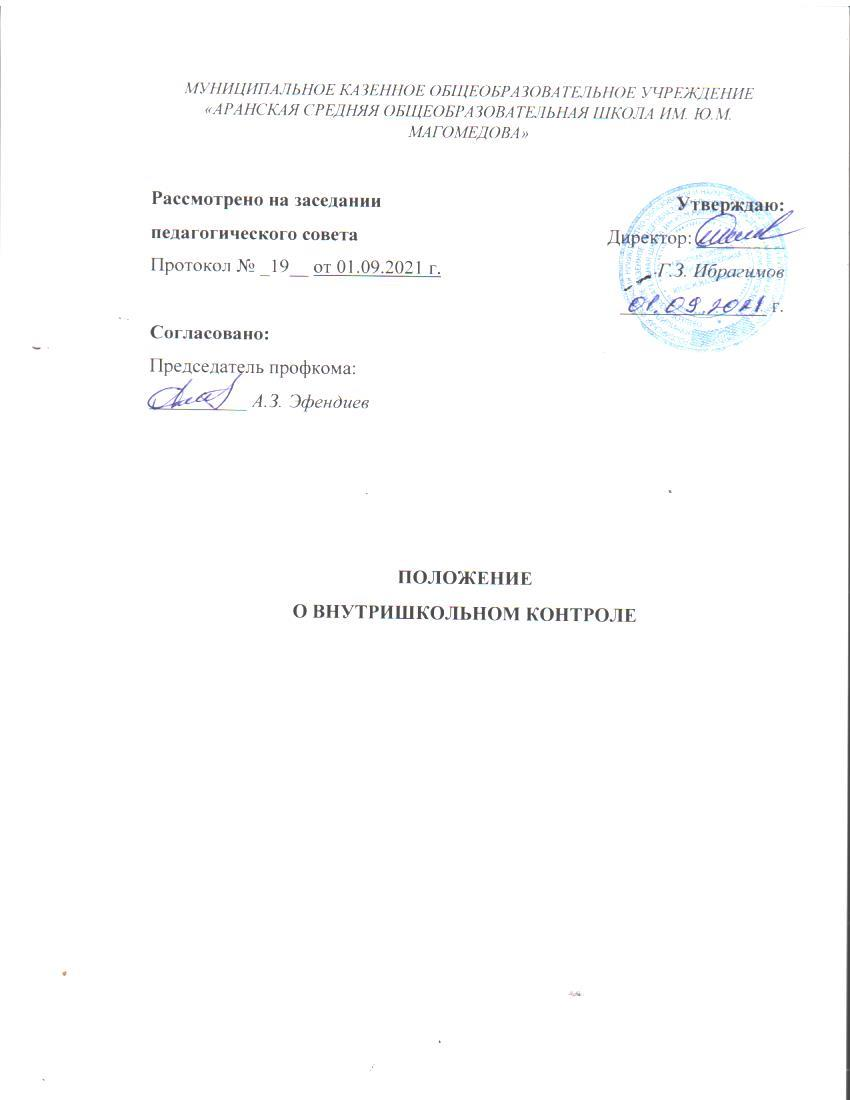 МУНИЦИПАЛЬНОЕ КАЗЕННОЕ ОБЩЕОБРАЗОВАТЕЛЬНОЕ УЧРЕЖДЕНИЕ
«АРАНСКАЯ СРЕДНЯЯ ОБЩЕОБРАЗОВАТЕЛЬНАЯ ШКОЛА ИМ. Ю.М.
МАГОМЕДОВА»
Рассмотрено на заседании
педагогического совета
Протокол № _19__ от 01.09.2021 г.
Утверждаю:
Директор:
Г.З. Ибрагимов
01.09.2021 г.
Согласовано:
Председатель профкома:
__________ А.З. Эфендиев
ПОЛОЖЕНИЕ
О ВНУТРИШКОЛЬНОМ КОНТРОЛЕ